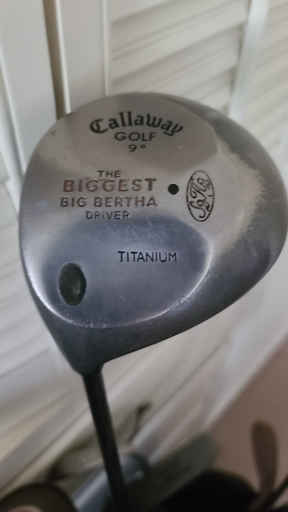 Callaway
GOLF
9°
THE
BIGGEST
BIG BERTHA
DRIVER
TITANIUM